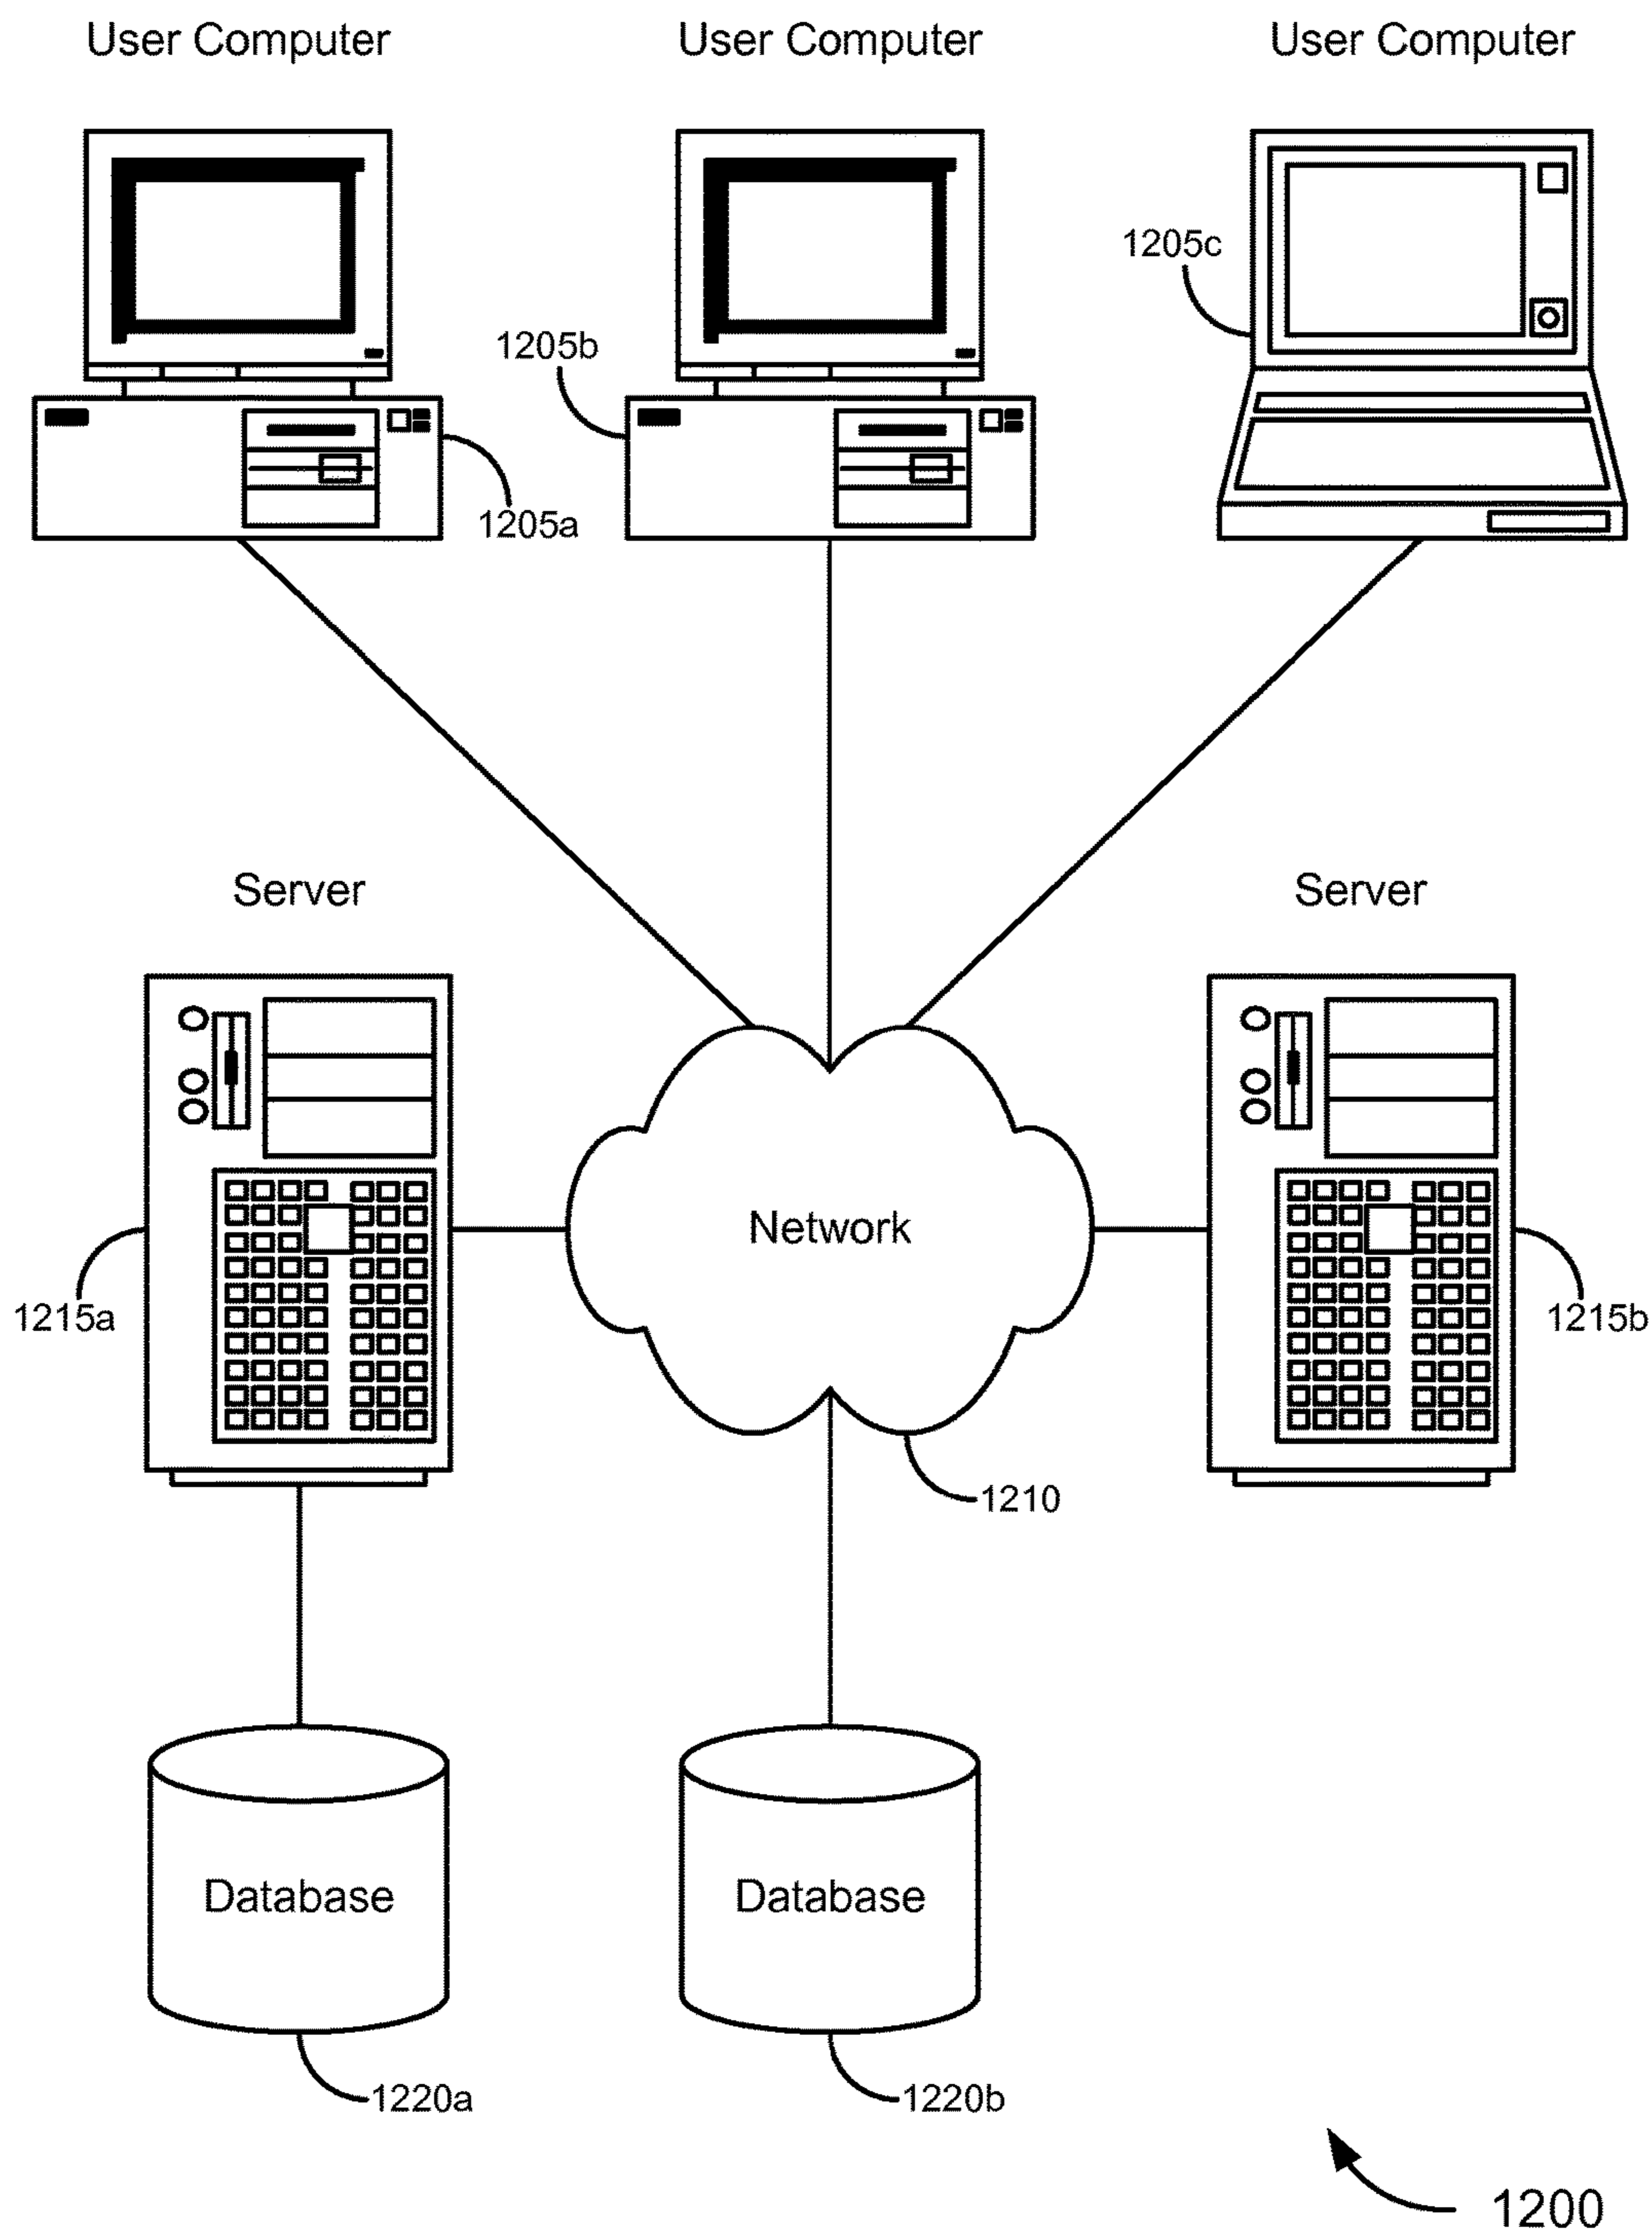 User Computer
User Computer
User Computer
1205c
1205b
1205a
Server
Server
Network
1215a
1215b
1210
Database
Database
1220a
1220b
1200